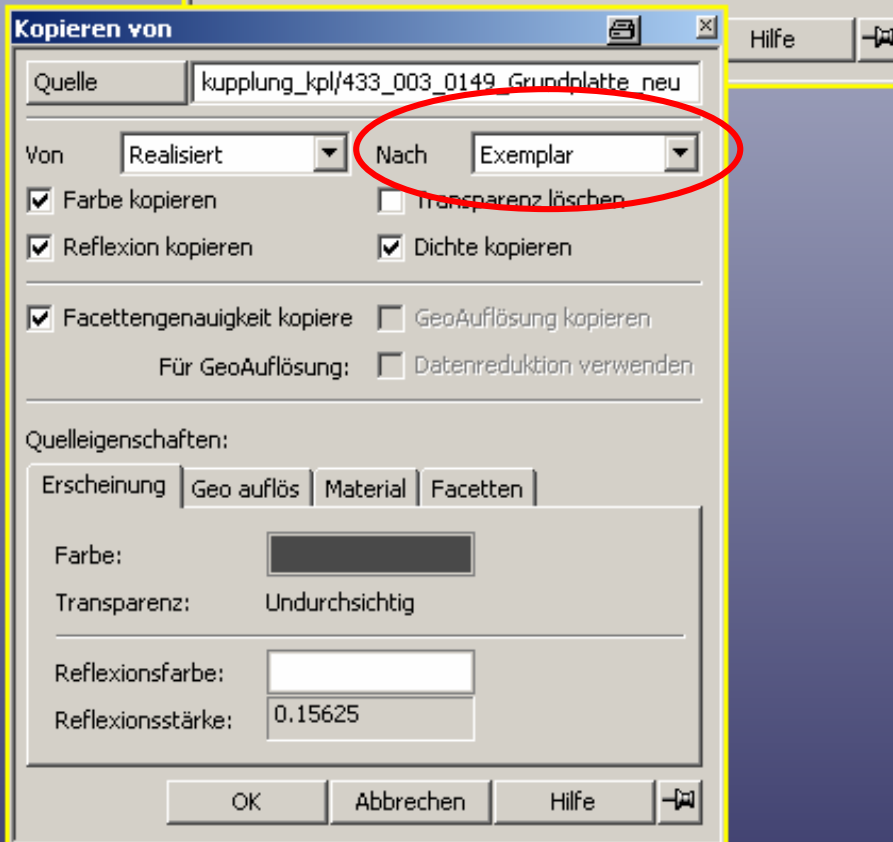 Kopieren von
Hilfe
Quelle kupplung_kpl/433_003_0149_Grundplatte_neu
Von Realisiert Nach Exemplar
Farbe kopieren Transparenz löschen
Reflexion kopieren Dichte kopieren
Facettengenauigkeit kopiere GeoAuflösung kopieren
Für GeoAuflösung: Datenreduktion verwenden
Quelleigenschaften:
Erscheinung Geo auflös Material Facetten
Farbe:
Transparenz: Undurchsichtig
Reflexionsfarbe:
Reflexionsstärke: 0.15625
OK Abbrechen Hilfe